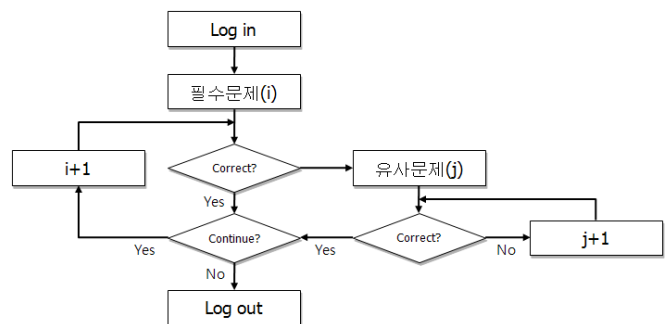 Log in
필수문제(i)
i+1
Correct?
유사문제(j)
Yes
Continue?
Correct?
j+1
Yes
Yes
No
No
Log out